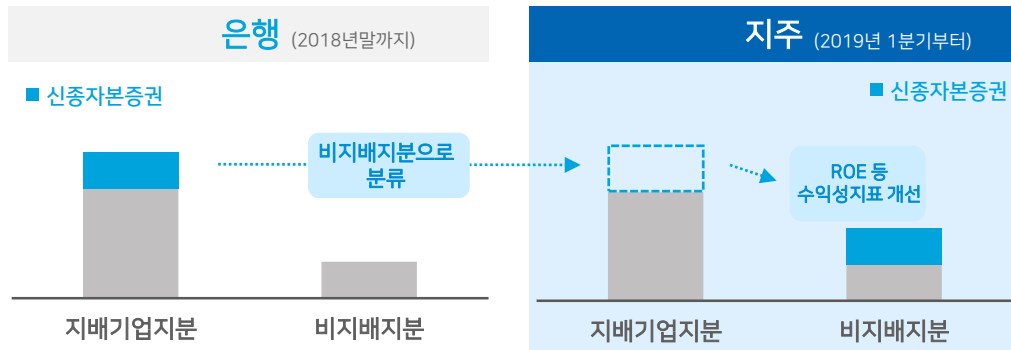 은행 (2018년말까지)
지주 (2019년 1분기부터)
신종자본증권
신종자본증권
비지배지분으로
분류
ROE 등
수익성지표 개선
지배기업지분
비지배지분
지배기업지분
비지배지분